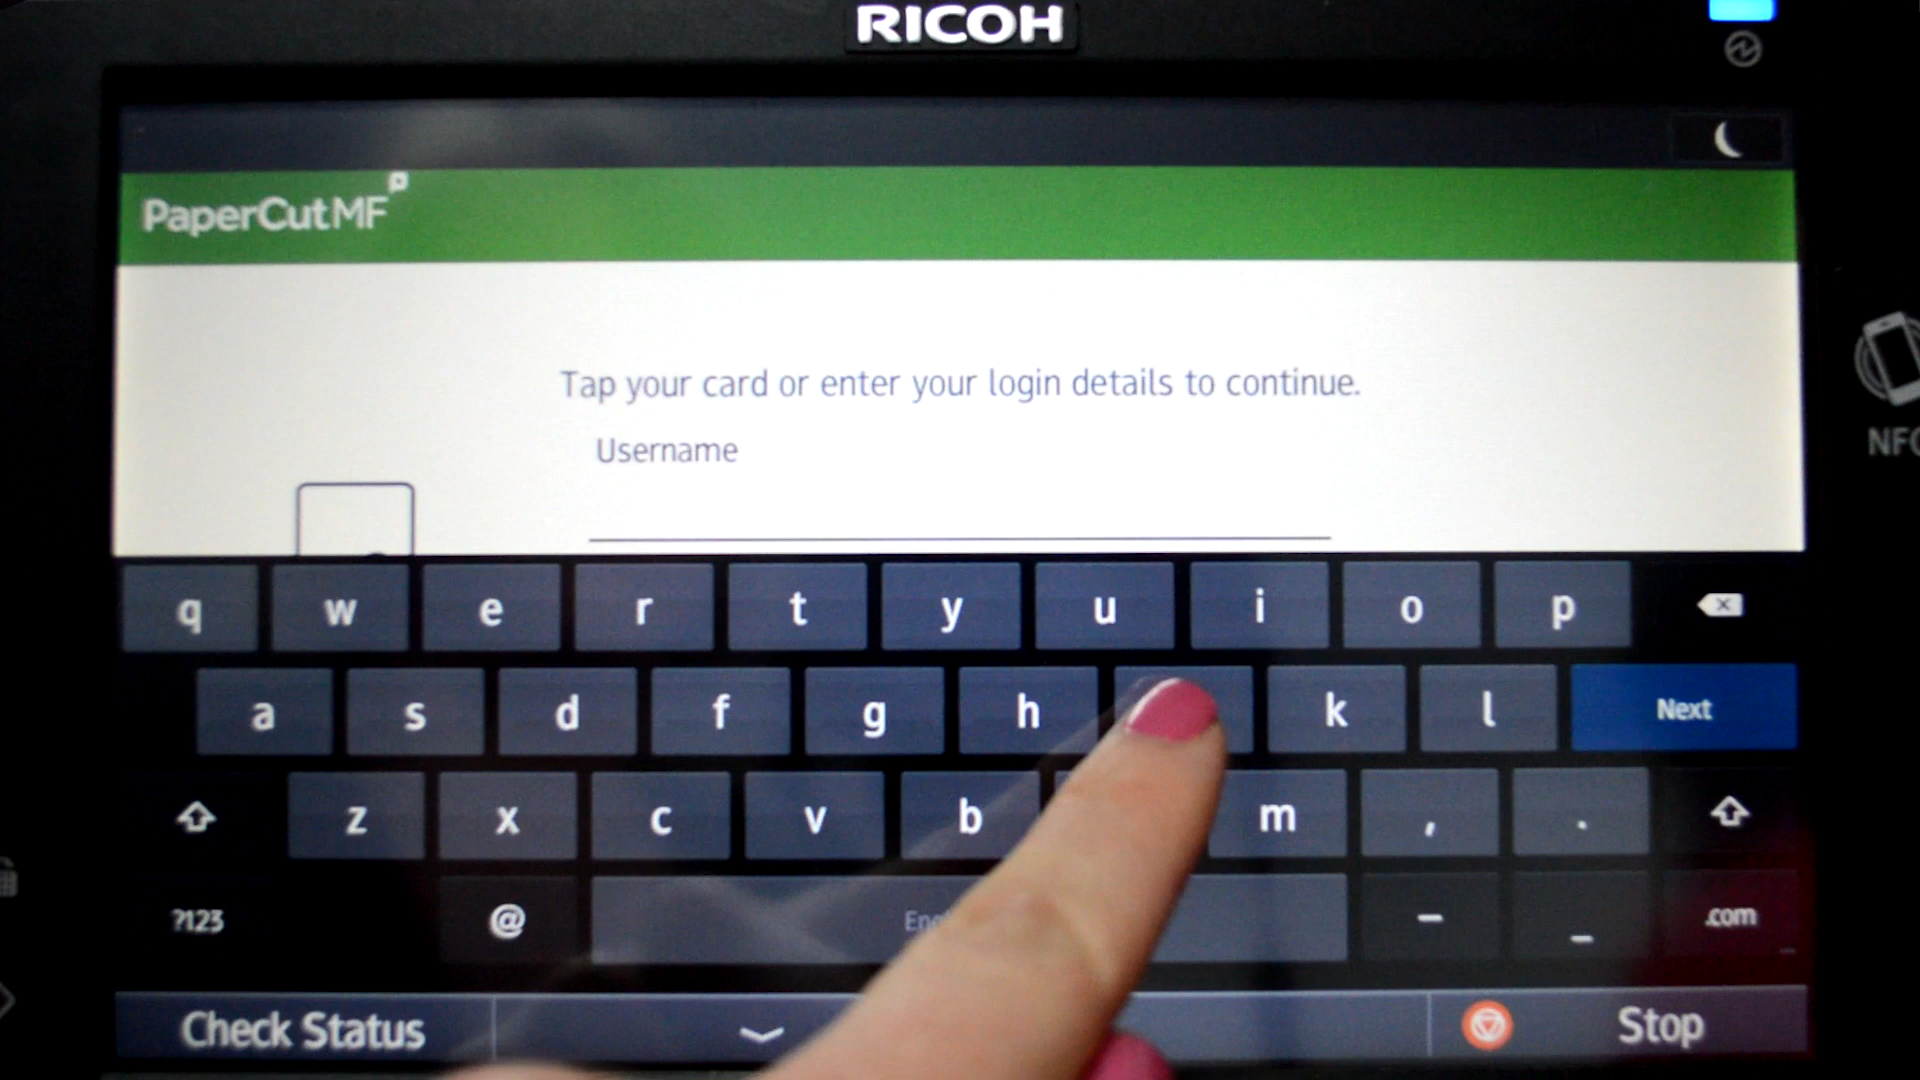 RICOH
PaperCutMF
Tap your card or enter your login details to continue.
Username
NFC
q w e r t y u i o p
a s d f g h k l Next
z x c v b m , .
?123 @ - _ .com
Check Status Stop